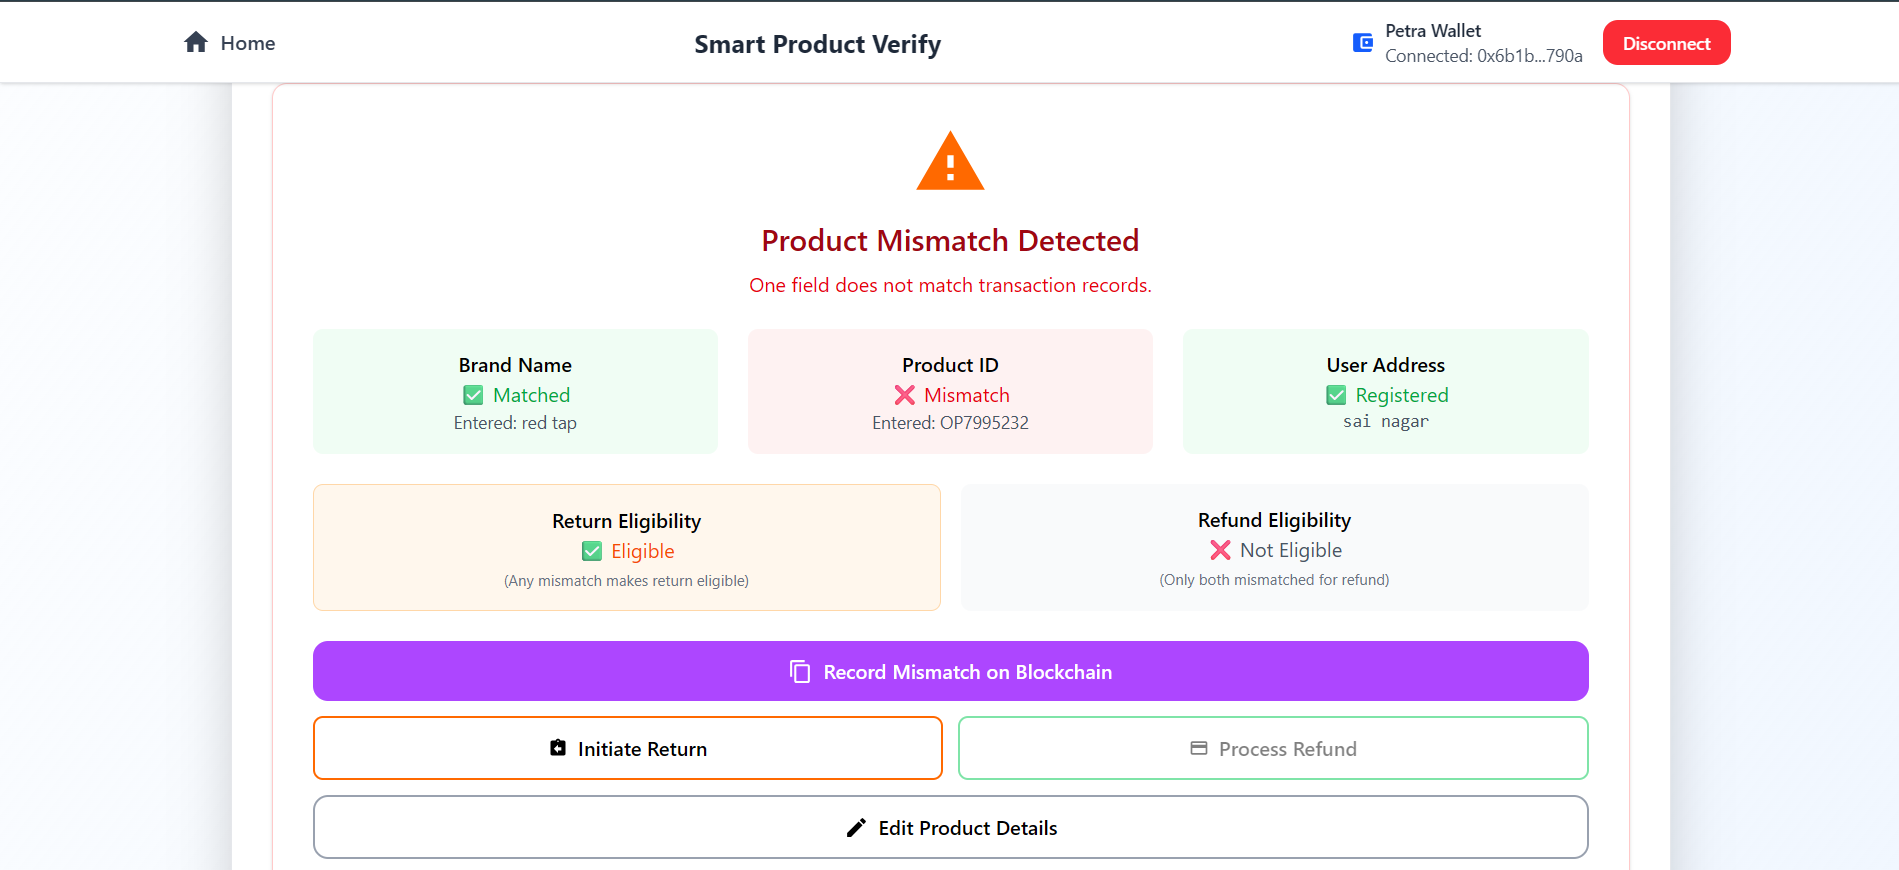 Home
Smart Product Verify
Petra Wallet
Connected: 0x6b1b...790a
Disconnect
Product Mismatch Detected
One field does not match transaction records.
Brand Name
✅ Matched
Entered: red tap
Product ID
❌ Mismatch
Entered: OP7995232
User Address
✅ Registered
sai nagar
Return Eligibility
✅ Eligible
(Any mismatch makes return eligible)
Refund Eligibility
❌ Not Eligible
(Only both mismatched for refund)
Record Mismatch on Blockchain
Initiate Return
Process Refund
Edit Product Details